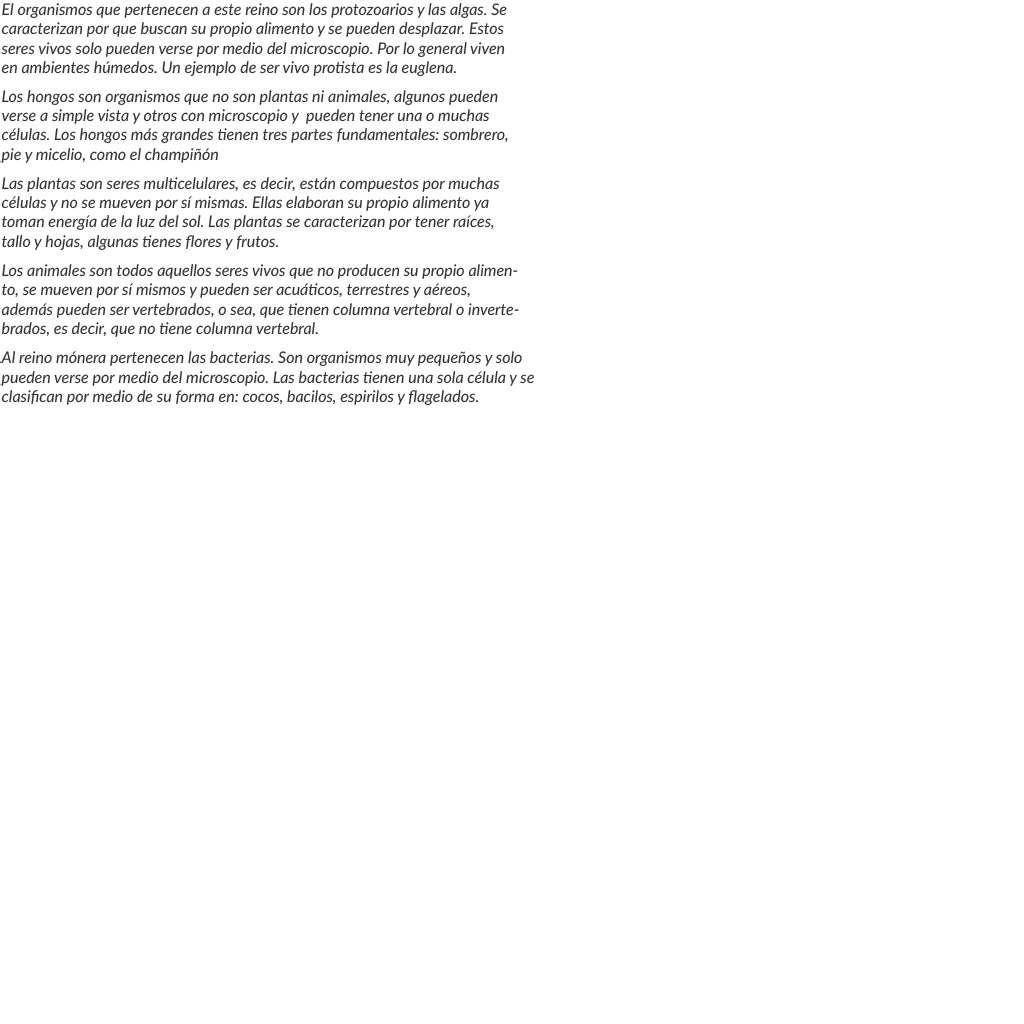 El organismos que pertenecen a este reino son los protozoarios y las algas. Se
caracterizan por que buscan su propio alimento y se pueden desplazar. Estos
seres vivos solo pueden verse por medio del microscopio. Por lo general viven
en ambientes húmedos. Un ejemplo de ser vivo protista es la euglena.
Los hongos son organismos que no son plantas ni animales, algunos pueden
verse a simple vista y otros con microscopio y  pueden tener una o muchas
células. Los hongos más grandes tienen tres partes fundamentales: sombrero,
pie y micelio, como el champiñón
Las plantas son seres multicelulares, es decir, están compuestos por muchas
células y no se mueven por sí mismas. Ellas elaboran su propio alimento ya
toman energía de la luz del sol. Las plantas se caracterizan por tener raíces,
tallo y hojas, algunas tienes flores y frutos.
Los animales son todos aquellos seres vivos que no producen su propio alimen-
to, se mueven por sí mismos y pueden ser acuáticos, terrestres y aéreos,
además pueden ser vertebrados, o sea, que tienen columna vertebral o inverte-
brados, es decir, que no tiene columna vertebral.
Al reino mónera pertenecen las bacterias. Son organismos muy pequeños y solo
pueden verse por medio del microscopio. Las bacterias tienen una sola célula y se
clasifican por medio de su forma en: cocos, bacilos, espirilos y flagelados.